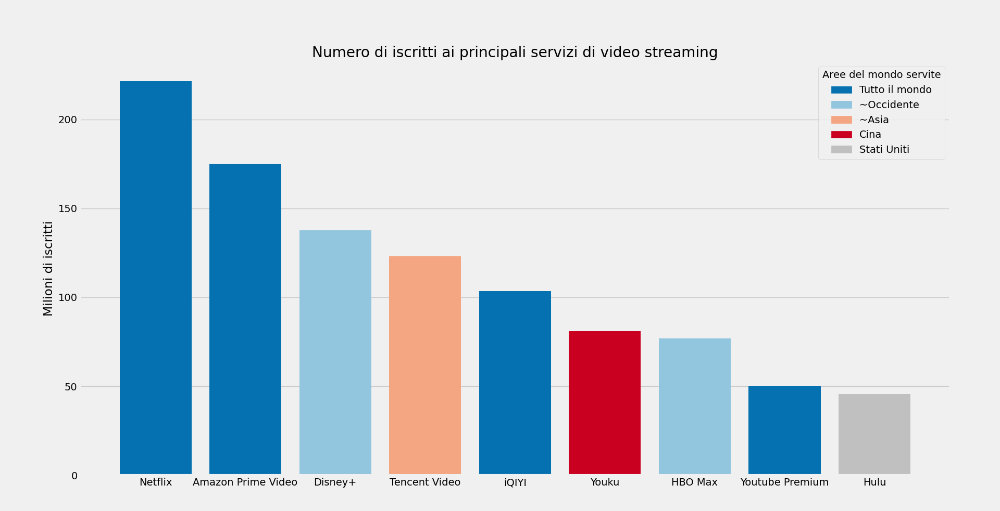 Numero di iscritti ai principali servizi di video streaming
Aree del mondo servite
Tutto il mondo
~Occidente
~Asia
Cina
Stati Uniti
Milioni di iscritti
200
150
100
50
0
Netflix
Amazon Prime Video
Disney+
Tencent Video
iQIYI
Youku
HBO Max
Youtube Premium
Hulu